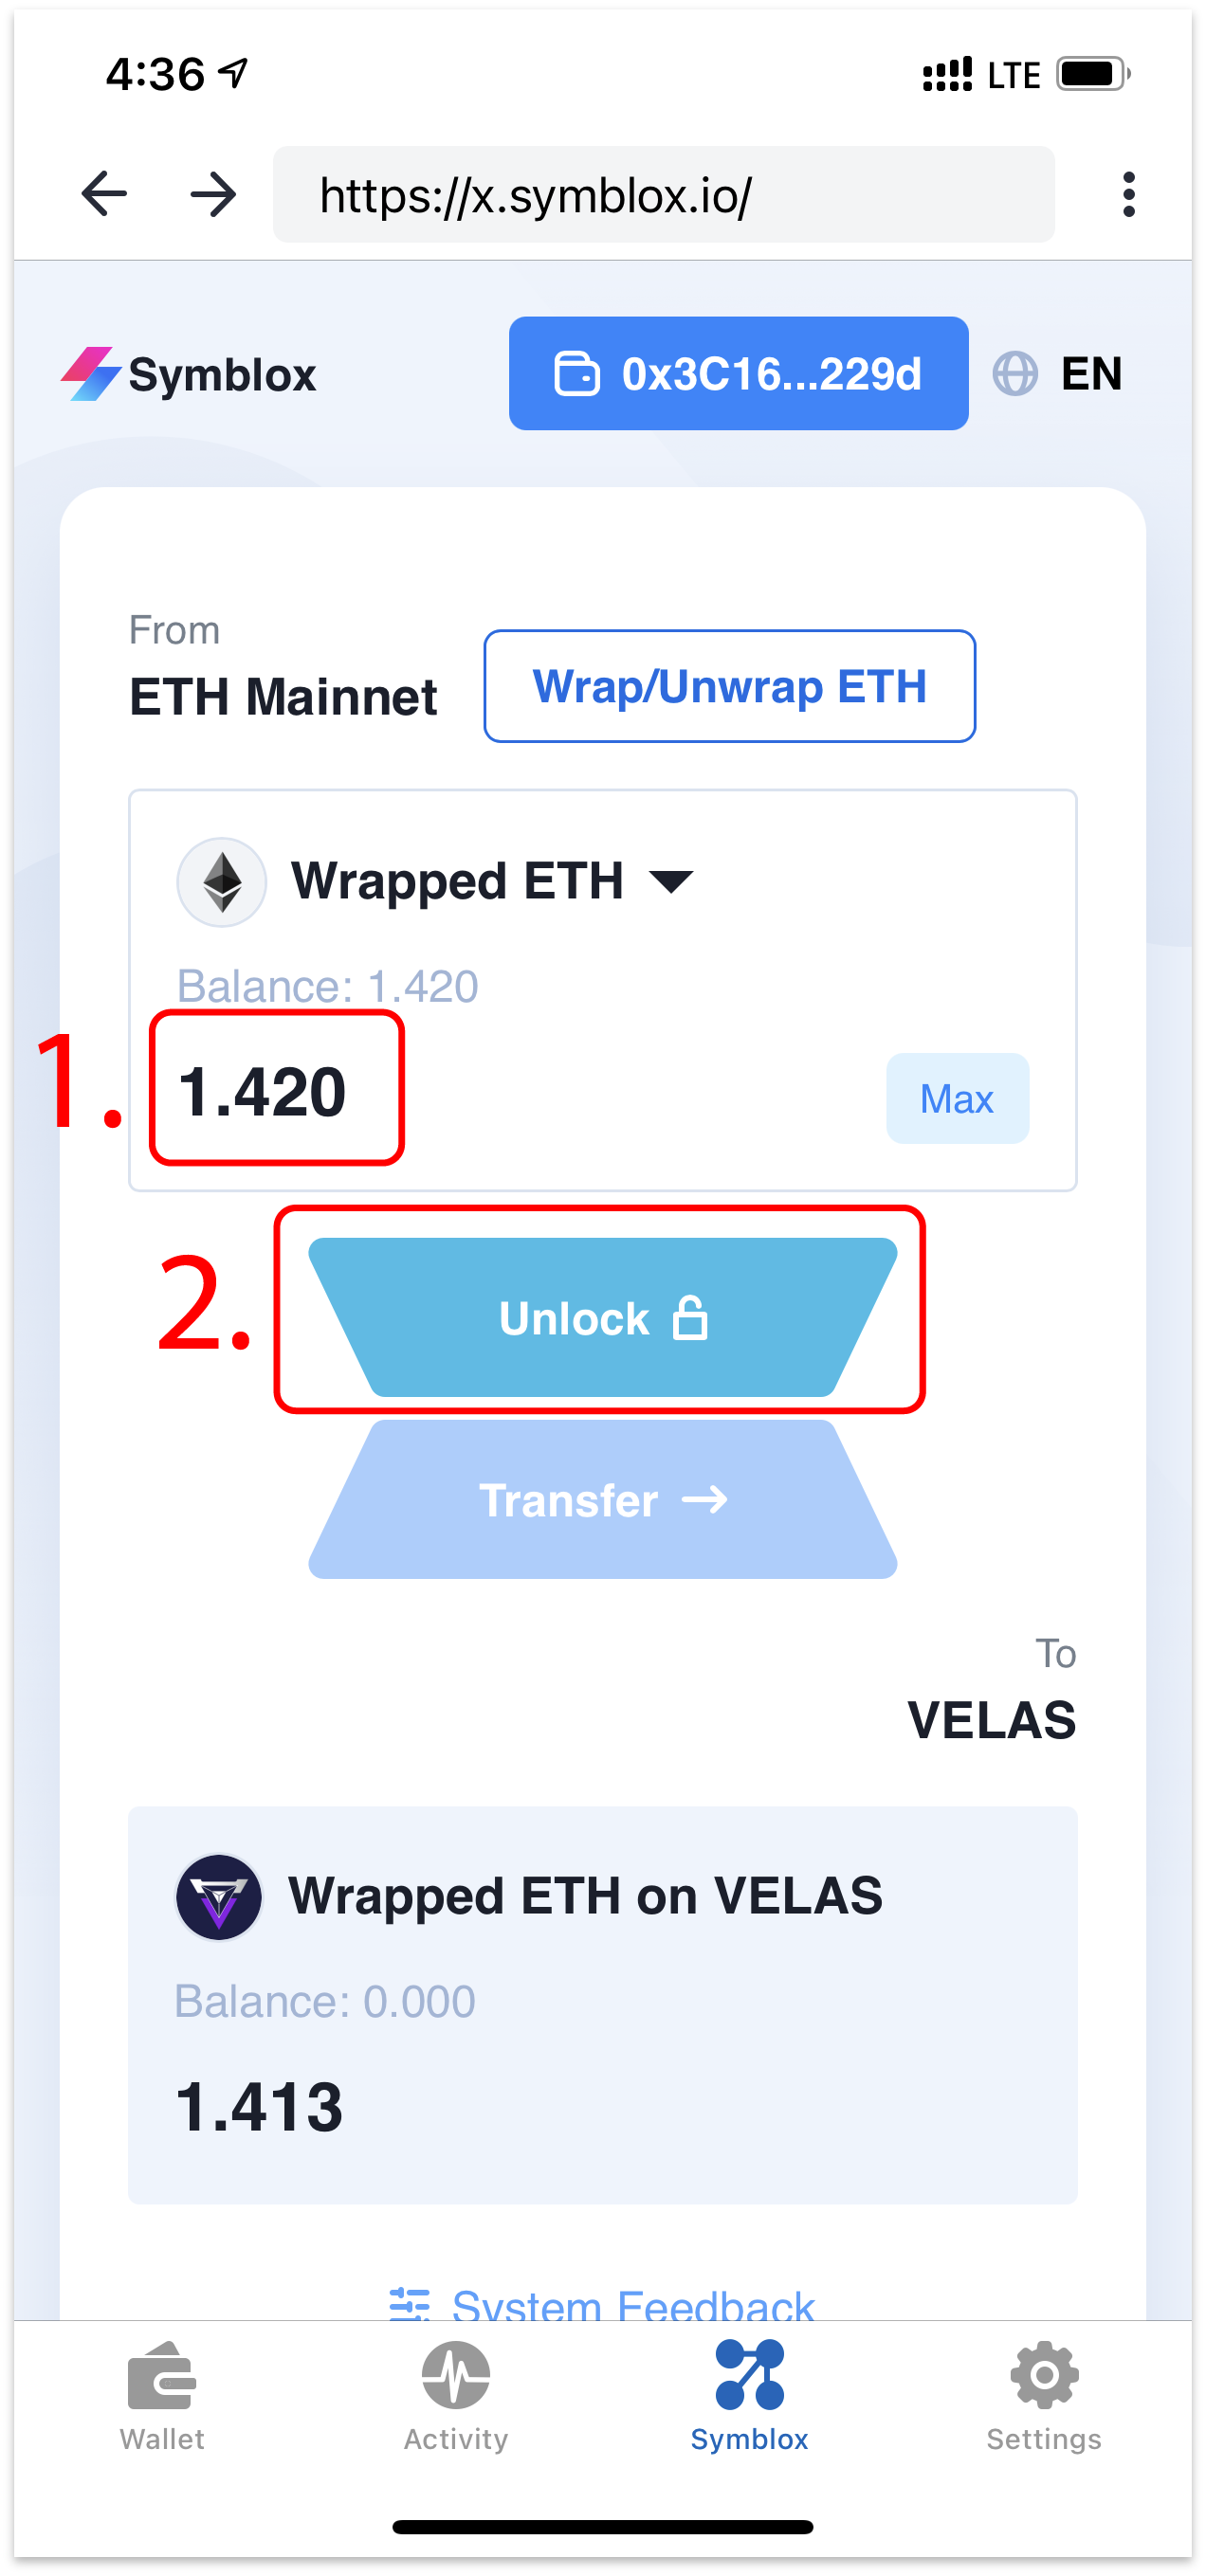 4:36 LTE
https://x.symblox.io/
Symblox 0x3C16...229d EN
From
ETH Mainnet Wrap/Unwrap ETH
Wrapped ETH
Balance: 1.420
1. 1.420 Max
2. Unlock
Transfer →
To
VELAS
Wrapped ETH on VELAS
Balance: 0.000
1.413
System Feedback
Wallet Activity Symblox Settings